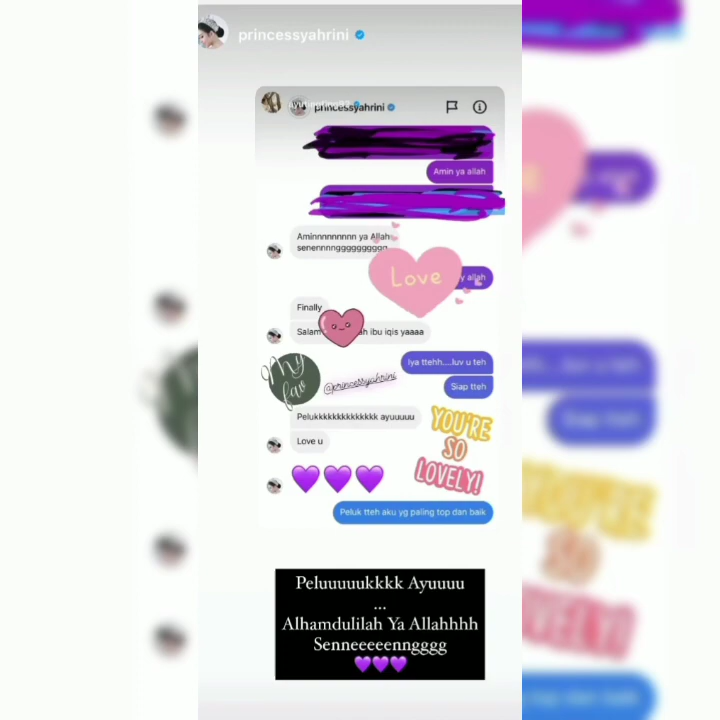 princessyahrini
princessyahrini
Amin ya allah
Aminnnnnnnnn ya Allah
senennnnggggggggg
Love
y allah
Finally
Salam
ah ibu iqis yaaaa
Iya ttehh....luv u teh
My
fav
@princessyahrini
Siap tteh
Pelukkkkkkkkkkkkkk ayuuuuu
YOU'RE
SO
LOVELY!
Love u
Peluk tteh aku yg paling top dan baik
Peluuuuukkkk Ayuuuu
...
Alhamdulilah Ya Allahhhh
Senneeeeenngggg